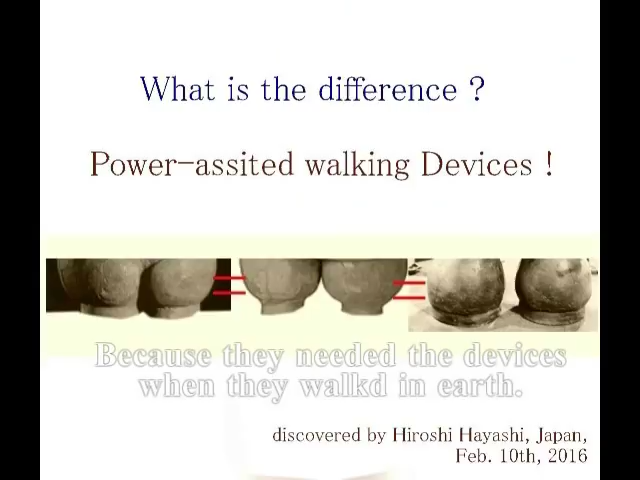 What is the difference ?
Power-assited walking Devices !
Because they needed the devices
when they walkd in earth.
discovered by Hiroshi Hayashi, Japan,
Feb. 10th, 2016